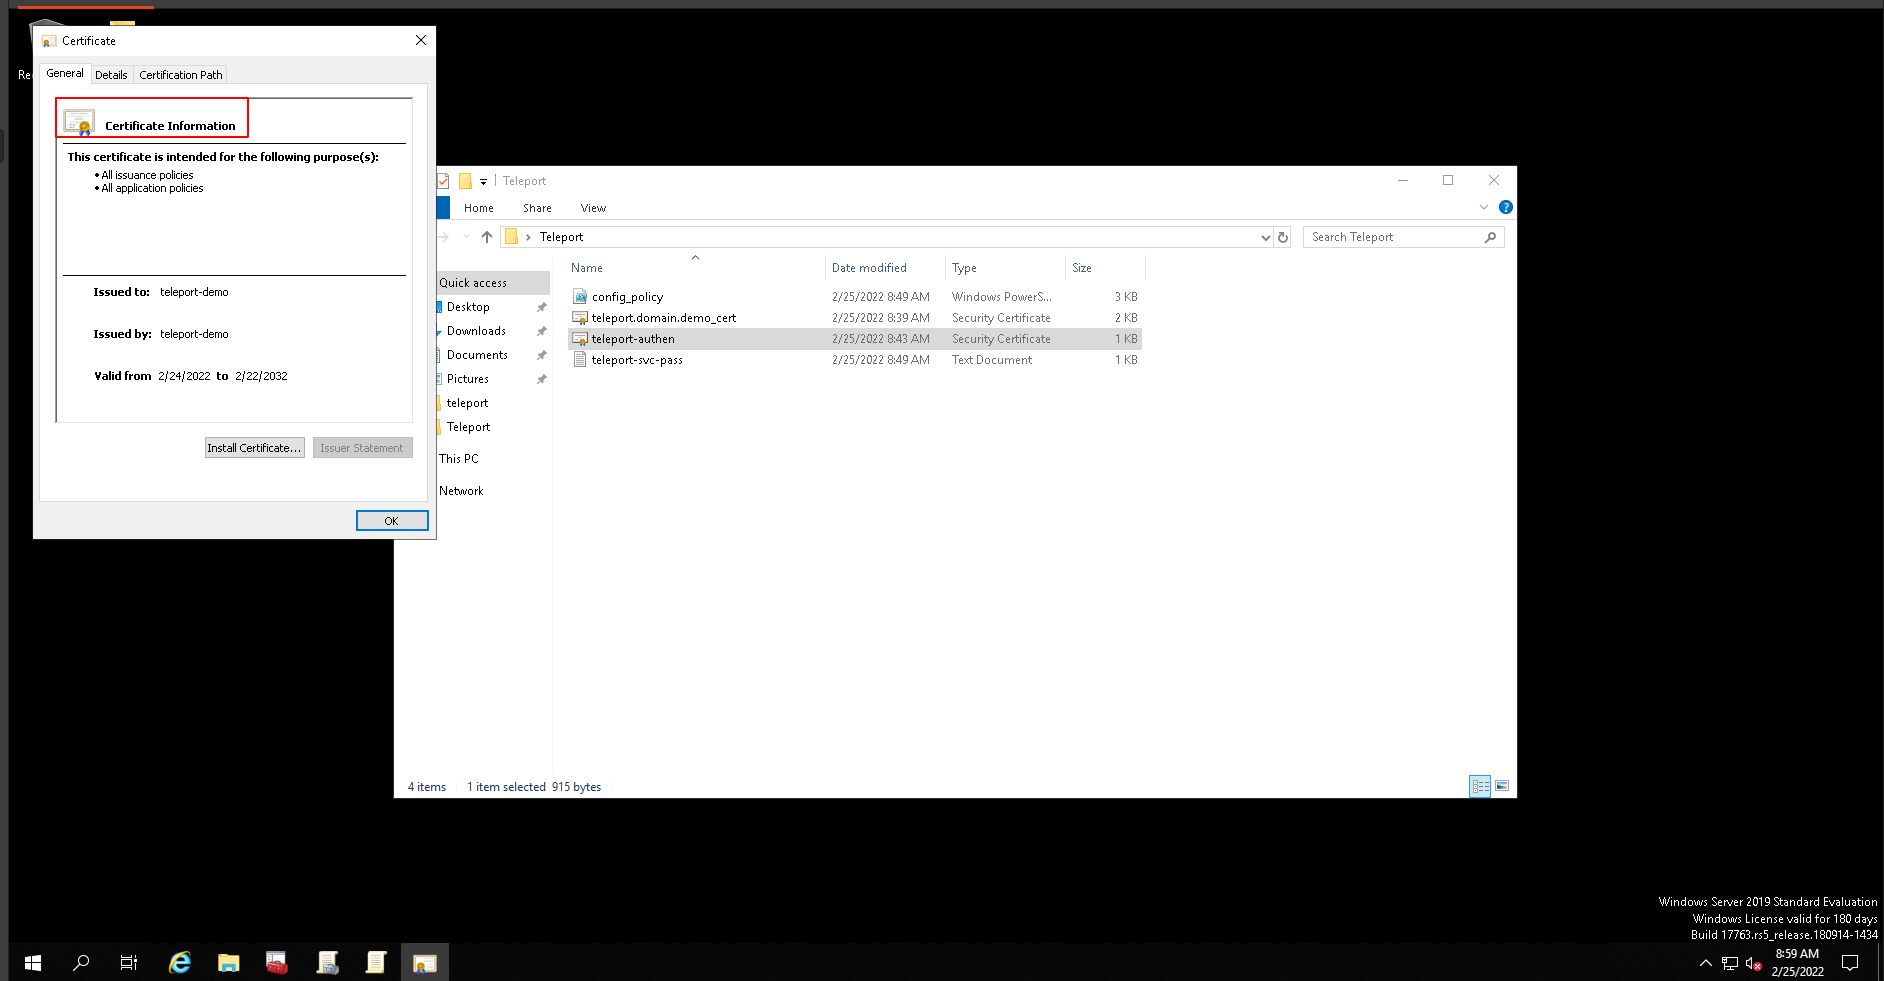 Certificate
General Details Certification Path
Certificate Information
This certificate is intended for the following purpose(s):
• All issuance policies
• All application policies
Issued to: teleport-demo
Issued by: teleport-demo
Valid from 2/24/2022 to 2/22/2032
Install Certificate...
Issuer Statement
OK
Teleport
Home Share View
Teleport
Search Teleport
Name Date modified Type Size
config_policy 2/25/2022 8:49 AM Windows PowerS... 3 KB
teleport.domain.demo_cert 2/25/2022 8:39 AM Security Certificate 2 KB
teleport-authen 2/25/2022 8:43 AM Security Certificate 1 KB
teleport-svc-pass 2/25/2022 8:49 AM Text Document 1 KB
Quick access
Desktop
Downloads
Documents
Pictures
teleport
Teleport
This PC
Network
4 items 1 item selected 915 bytes
Windows Server 2019 Standard Evaluation
Windows License valid for 180 days
Build 17763.rs5_release.180914-1434
8:59 AM
2/25/2022